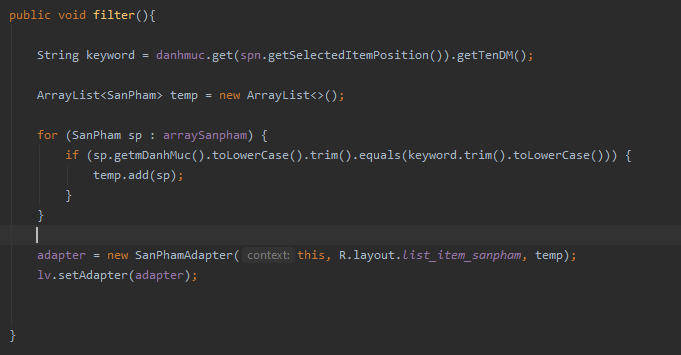 public void filter(){
String keyword = danhmuc.get(spn.getSelectedItemPosition()).getTenDM();
ArrayList<SanPham> temp = new ArrayList<>();
for (SanPham sp : arraySanpham) {
if (sp.getmDanhMuc().toLowerCase().trim().equals(keyword.trim().toLowerCase())) {
temp.add(sp);
}
}
adapter = new SanPhamAdapter( context: this, R.layout.list_item_sanpham, temp);
lv.setAdapter(adapter);
}